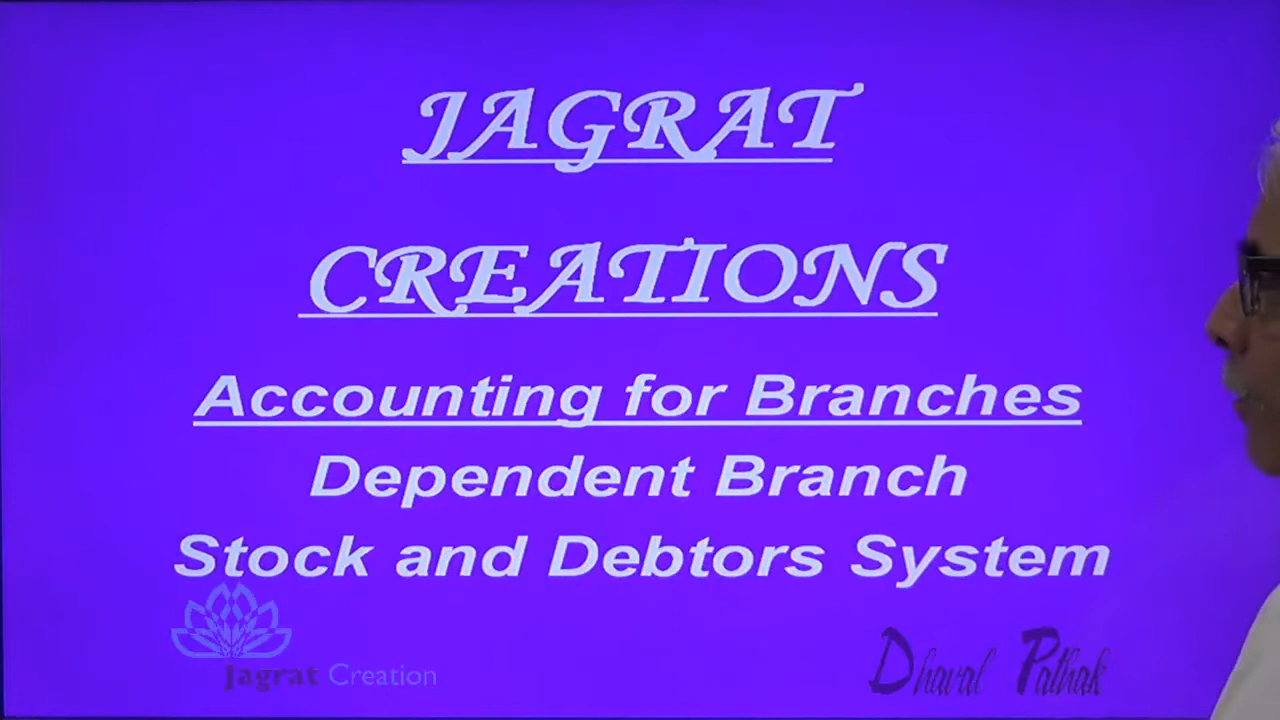 JAGRAT
CREATIONS
Accounting for Branches
Dependent Branch
Stock and Debtors System
Jagrat Creation
Dhaval Pathak